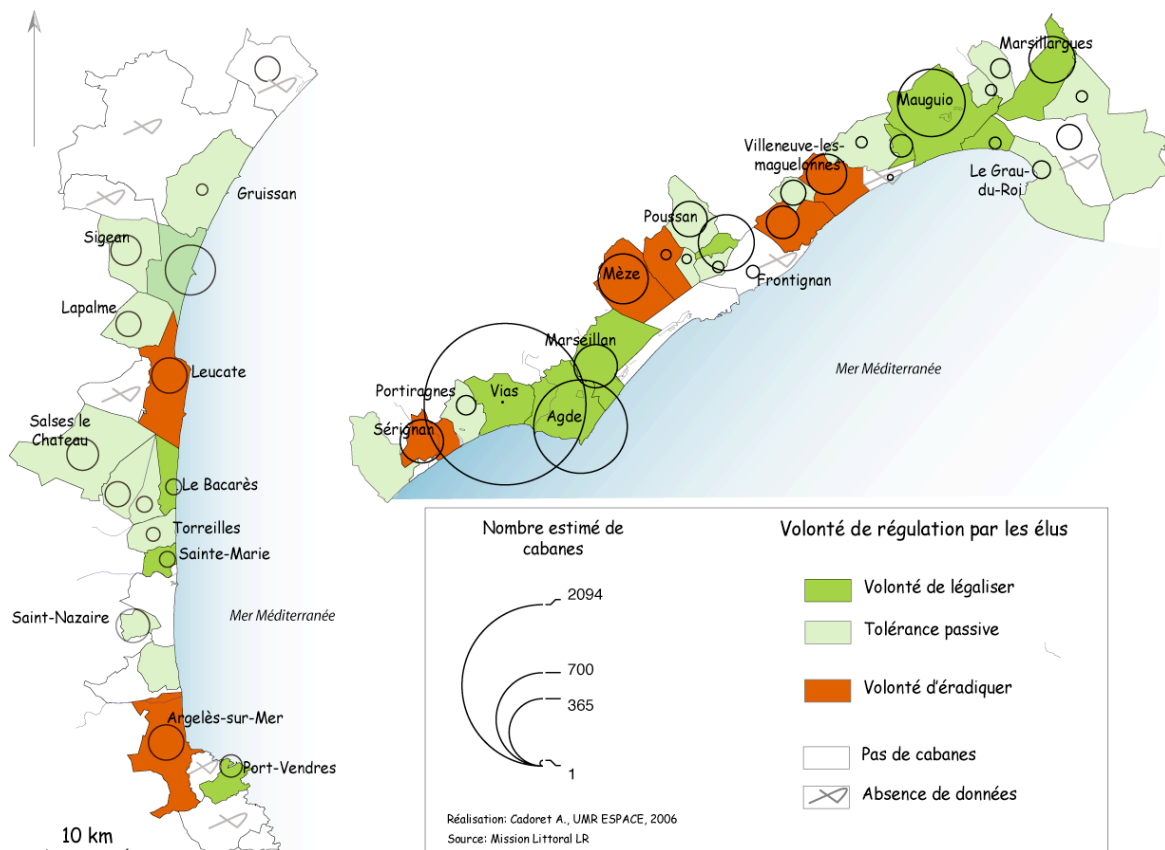 Marsillargues
Mauguio
Villeneuve-les-
maguelonnes
Le Grau-
du-Roi
Gruissan
Poussan
Sigean
Mèze
Frontignan
Lapalme
Marseillan
Leucate
Mer Méditerranée
Portiragnes
Vias
Agde
Salses le
Chateau
Sérignan
Le Bacarès
Torreilles
Sainte-Marie
Saint-Nazaire
Mer Méditerranée
Argelès-sur-Mer
Port-Vendres
10 km
Nombre estimé de
cabanes
2094
700
365
1
Volonté de régulation par les élus
Volonté de légaliser
Tolérance passive
Volonté d'éradiquer
Pas de cabanes
Absence de données
Réalisation: Cadoret A., UMR ESPACE, 2006
Source: Mission Littoral LR